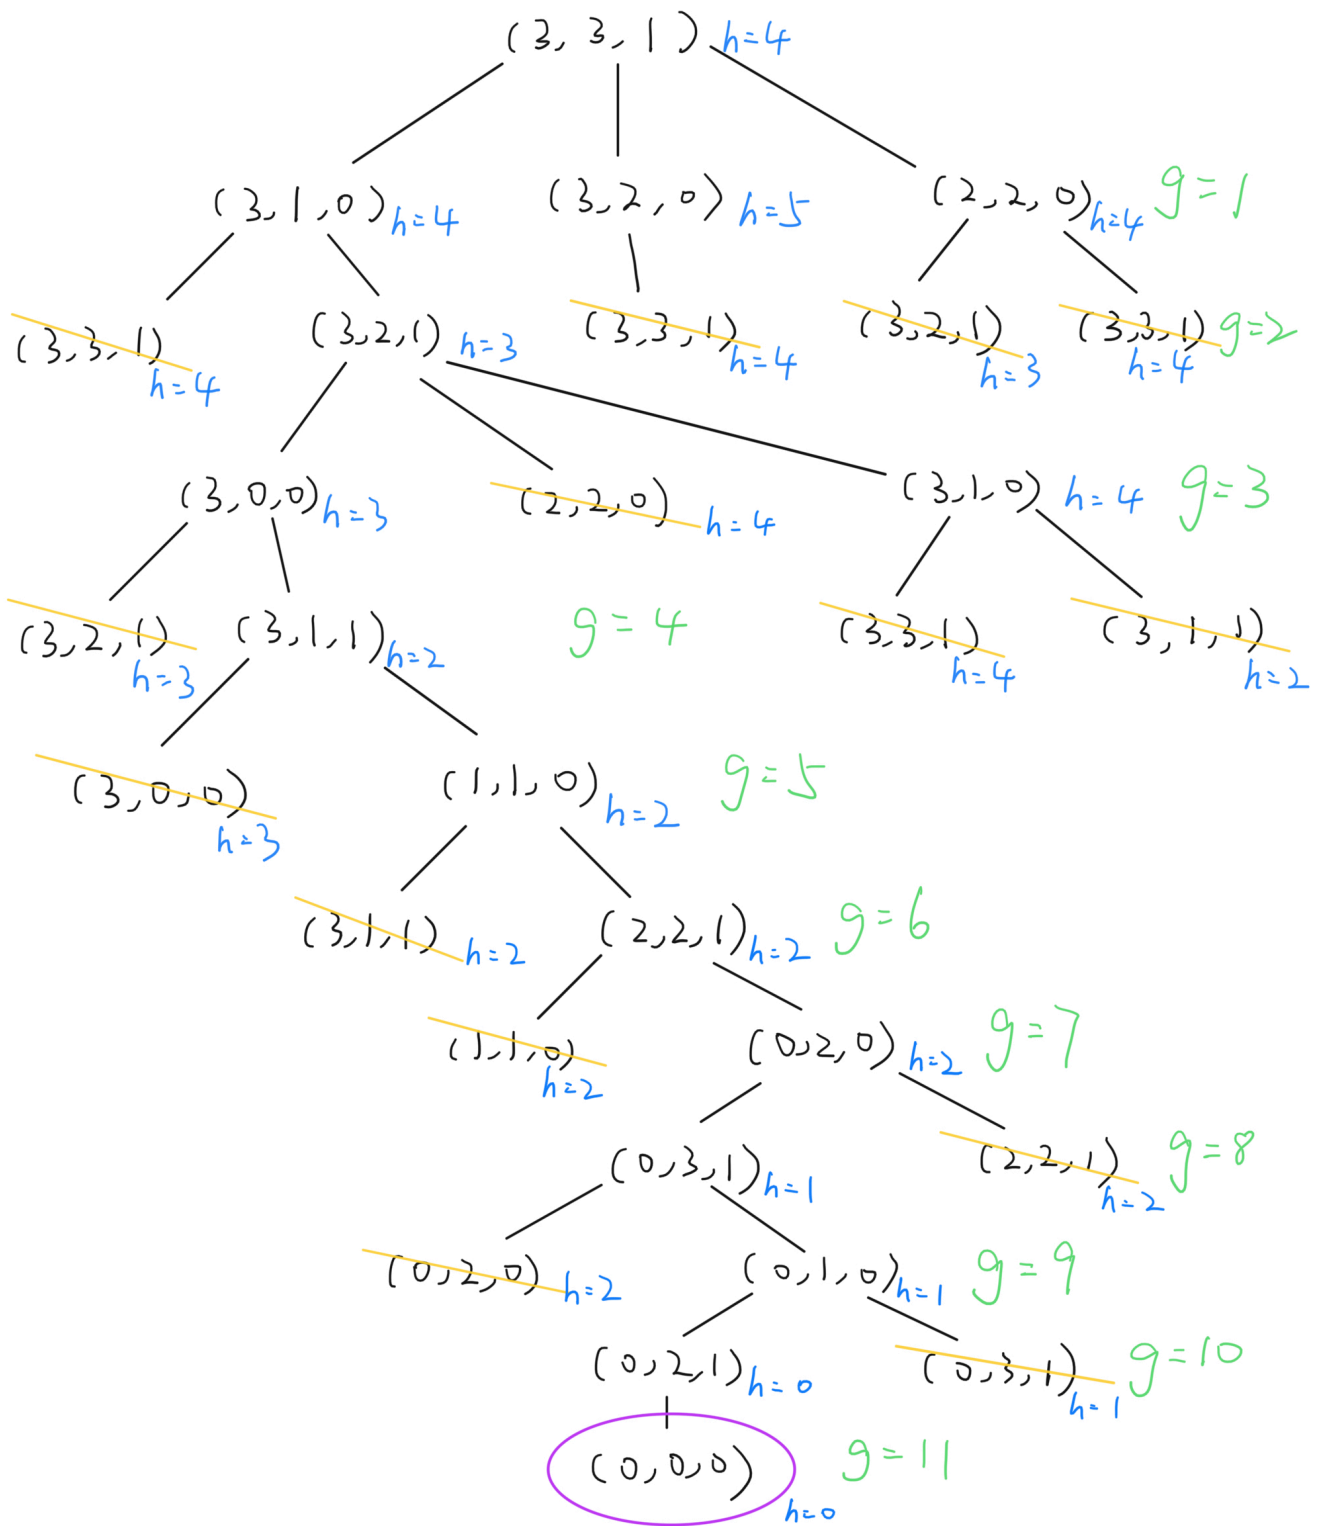 (3, 3, 1) h=4
(3, 1, 0) h=4 (3, 2, 0) h=5 (2, 2, 0) h=4 g=1
(3, 3, 1) h=4 (3, 2, 1) h=3 (3, 3, 1) h=4 (3, 2, 1) h=3 (3, 3, 1) h=4 g=2
(3, 0, 0) h=3 (2, 2, 0) h=4 (3, 1, 0) h=4 g=3
(3, 2, 1) h=3 (3, 1, 1) h=2 g=4 (3, 3, 1) h=4 (3, 1, 1) h=2
(3, 0, 0) h=3 (1, 1, 0) h=2 g=5
(3, 1, 1) h=2 (2, 2, 1) h=2 g=6
(1, 1, 0) h=2 (0, 2, 0) h=2 g=7
(0, 3, 1) h=1 (2, 2, 1) h=2 g=8
(0, 2, 0) h=2 (0, 1, 0) h=1 g=9
(0, 2, 1) h=0 (0, 3, 1) h=1 g=10
(0, 0, 0) h=0 g=11